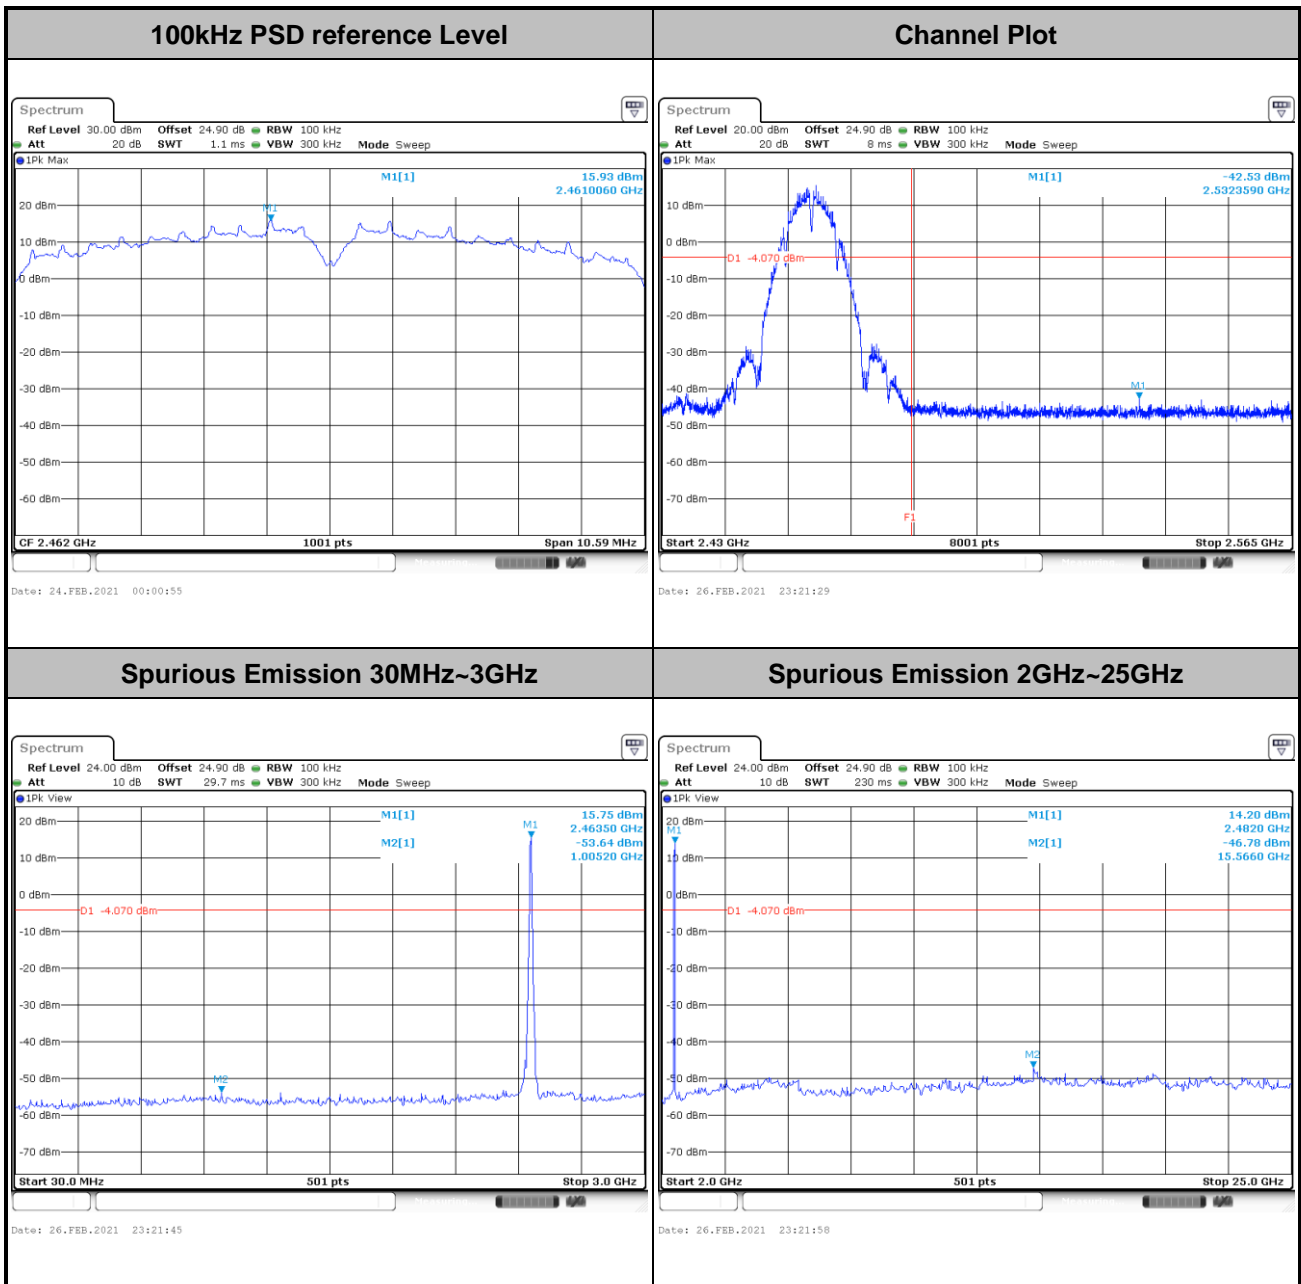 100kHz PSD reference Level
Channel Plot
Spectrum
Ref Level 30.00 dBm Offset 24.90 dB RBW 100 kHz
Att 20 dB SWT 1.1 ms VBW 300 kHz Mode Sweep
1Pk Max
M1[1] 15.93 dBm
2.4610060 GHz
M1
20 dBm
10 dBm
0 dBm
-10 dBm
-20 dBm
-30 dBm
-40 dBm
-50 dBm
-60 dBm
CF 2.462 GHz 1001 pts Span 10.59 MHz
Measuring...
Date: 24.FEB.2021 00:00:55
Spectrum
Ref Level 20.00 dBm Offset 24.90 dB RBW 100 kHz
Att 20 dB SWT 8 ms VBW 300 kHz Mode Sweep
1Pk Max
M1[1] -42.53 dBm
2.5323590 GHz
10 dBm
0 dBm
D1 -4.070 dBm
-10 dBm
-20 dBm
-30 dBm
-40 dBm
M1
-50 dBm
-60 dBm
-70 dBm
F1
Start 2.43 GHz 8001 pts Stop 2.565 GHz
Measuring...
Date: 26.FEB.2021 23:21:29
Spurious Emission 30MHz~3GHz
Spurious Emission 2GHz~25GHz
Spectrum
Ref Level 24.00 dBm Offset 24.90 dB RBW 100 kHz
Att 10 dB SWT 29.7 ms VBW 300 kHz Mode Sweep
1Pk View
M1[1] 15.75 dBm
2.46350 GHz
M2[1] -53.64 dBm
1.00520 GHz
20 dBm
M1
10 dBm
0 dBm
D1 -4.070 dBm
-10 dBm
-20 dBm
-30 dBm
-40 dBm
-50 dBm
M2
-60 dBm
-70 dBm
Start 30.0 MHz 501 pts Stop 3.0 GHz
Measuring...
Date: 26.FEB.2021 23:21:45
Spectrum
Ref Level 24.00 dBm Offset 24.90 dB RBW 100 kHz
Att 10 dB SWT 230 ms VBW 300 kHz Mode Sweep
1Pk View
M1[1] 14.20 dBm
2.4820 GHz
M2[1] -46.78 dBm
15.5660 GHz
20 dBm
M1
10 dBm
0 dBm
D1 -4.070 dBm
-10 dBm
-20 dBm
-30 dBm
-40 dBm
M2
-50 dBm
-60 dBm
-70 dBm
Start 2.0 GHz 501 pts Stop 25.0 GHz
Measuring...
Date: 26.FEB.2021 23:21:58